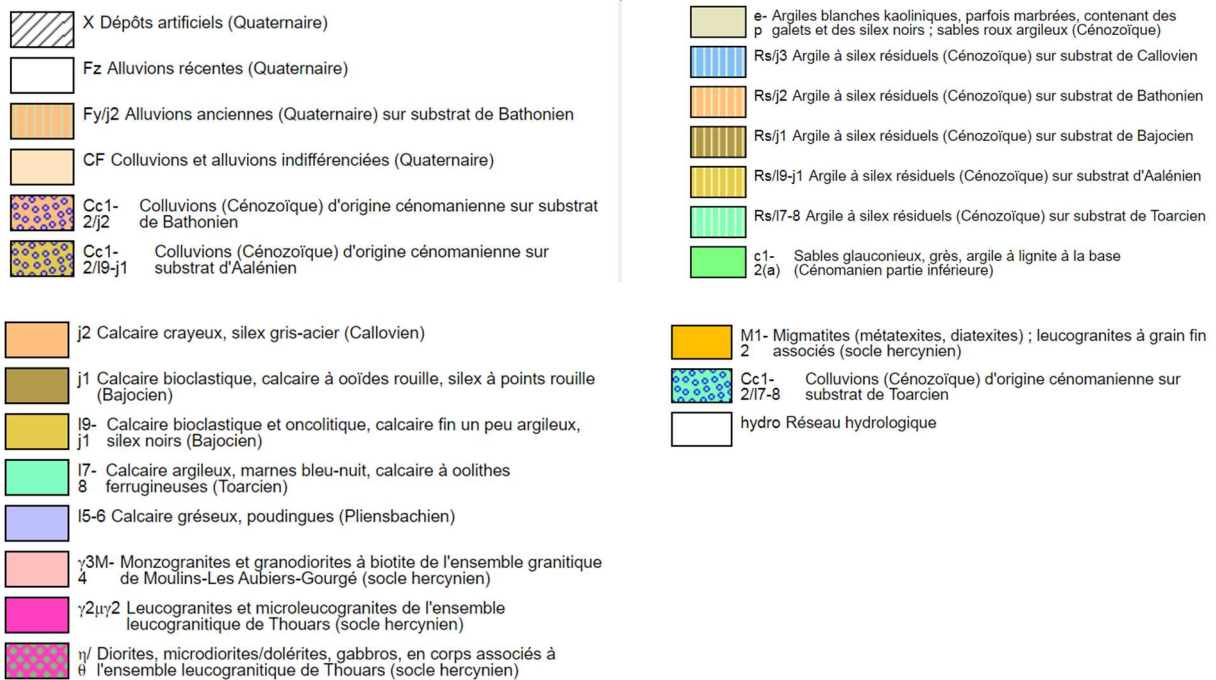 X Dépôts artificiels (Quaternaire)
Fz Alluvions récentes (Quaternaire)
Fy/j2 Alluvions anciennes (Quaternaire) sur substrat de Bathonien
CF Colluvions et alluvions indifférenciées (Quaternaire)
Cc1- Colluvions (Cénozoïque) d'origine cénomanienne sur substrat
2/j2 de Bathonien
Cc1- Colluvions (Cénozoïque) d'origine cénomanienne sur
2/l9-j1 substrat d'Aalénien
e- Argiles blanches kaoliniques, parfois marbrées, contenant des
p galets et des silex noirs ; sables roux argileux (Cénozoïque)
Rs/j3 Argile à silex résiduels (Cénozoïque) sur substrat de Callovien
Rs/j2 Argile à silex résiduels (Cénozoïque) sur substrat de Bathonien
Rs/j1 Argile à silex résiduels (Cénozoïque) sur substrat de Bajocien
Rs/l9-j1 Argile à silex résiduels (Cénozoïque) sur substrat d'Aalénien
Rs/l7-8 Argile à silex résiduels (Cénozoïque) sur substrat de Toarcien
c1- Sables glauconieux, grès, argile à lignite à la base
2(a) (Cénomanien partie inférieure)
j2 Calcaire crayeux, silex gris-acier (Callovien)
j1 Calcaire bioclastique, calcaire à ooïdes rouille, silex à points rouille
(Bajocien)
l9- Calcaire bioclastique et oncolitique, calcaire fin un peu argileux,
j1 silex noirs (Bajocien)
l7- Calcaire argileux, marnes bleu-nuit, calcaire à oolithes
8 ferrugineuses (Toarcien)
l5-6 Calcaire gréseux, poudingues (Pliensbachien)
γ3M- Monzogranites et granodiorites à biotite de l'ensemble granitique
4 de Moulins-Les Aubiers-Gourgé (socle hercynien)
γ2μγ2 Leucogranites et microleucogranites de l'ensemble
leucogranitique de Thouars (socle hercynien)
η/ Diorites, microdiorites/dolérites, gabbros, en corps associés à
θ l'ensemble leucogranitique de Thouars (socle hercynien)
M1- Migmatites (métatexites, diatexites) ; leucogranites à grain fin
2 associés (socle hercynien)
Cc1- Colluvions (Cénozoïque) d'origine cénomanienne sur
2/l7-8 substrat de Toarcien
hydro Réseau hydrologique